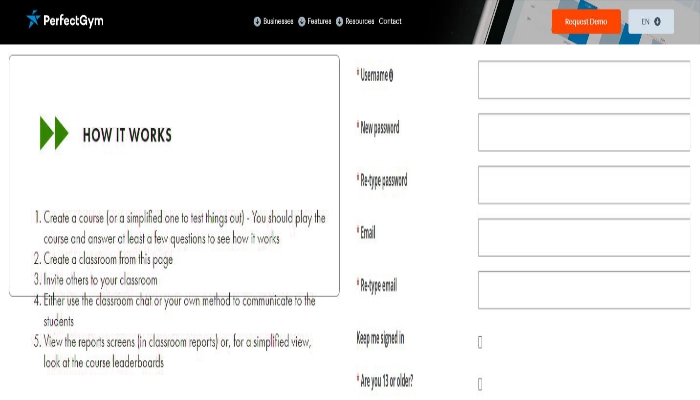 PerfectGym
Businesses Features Resources Contact
Request Demo
EN
HOW IT WORKS
1. Create a course (or a simplified one to test things out) - You should play the
course and answer at least a few questions to see how it works
2. Create a classroom from this page
3. Invite others to your classroom
4. Either use the classroom chat or your own method to communicate to the
students
5. View the reports screens (in classroom reports) or, for a simplified view,
look at the course leaderboards
* Username
* New password
* Re-type password
* Email
* Re-type email
Keep me signed in
* Are you 13 or older?